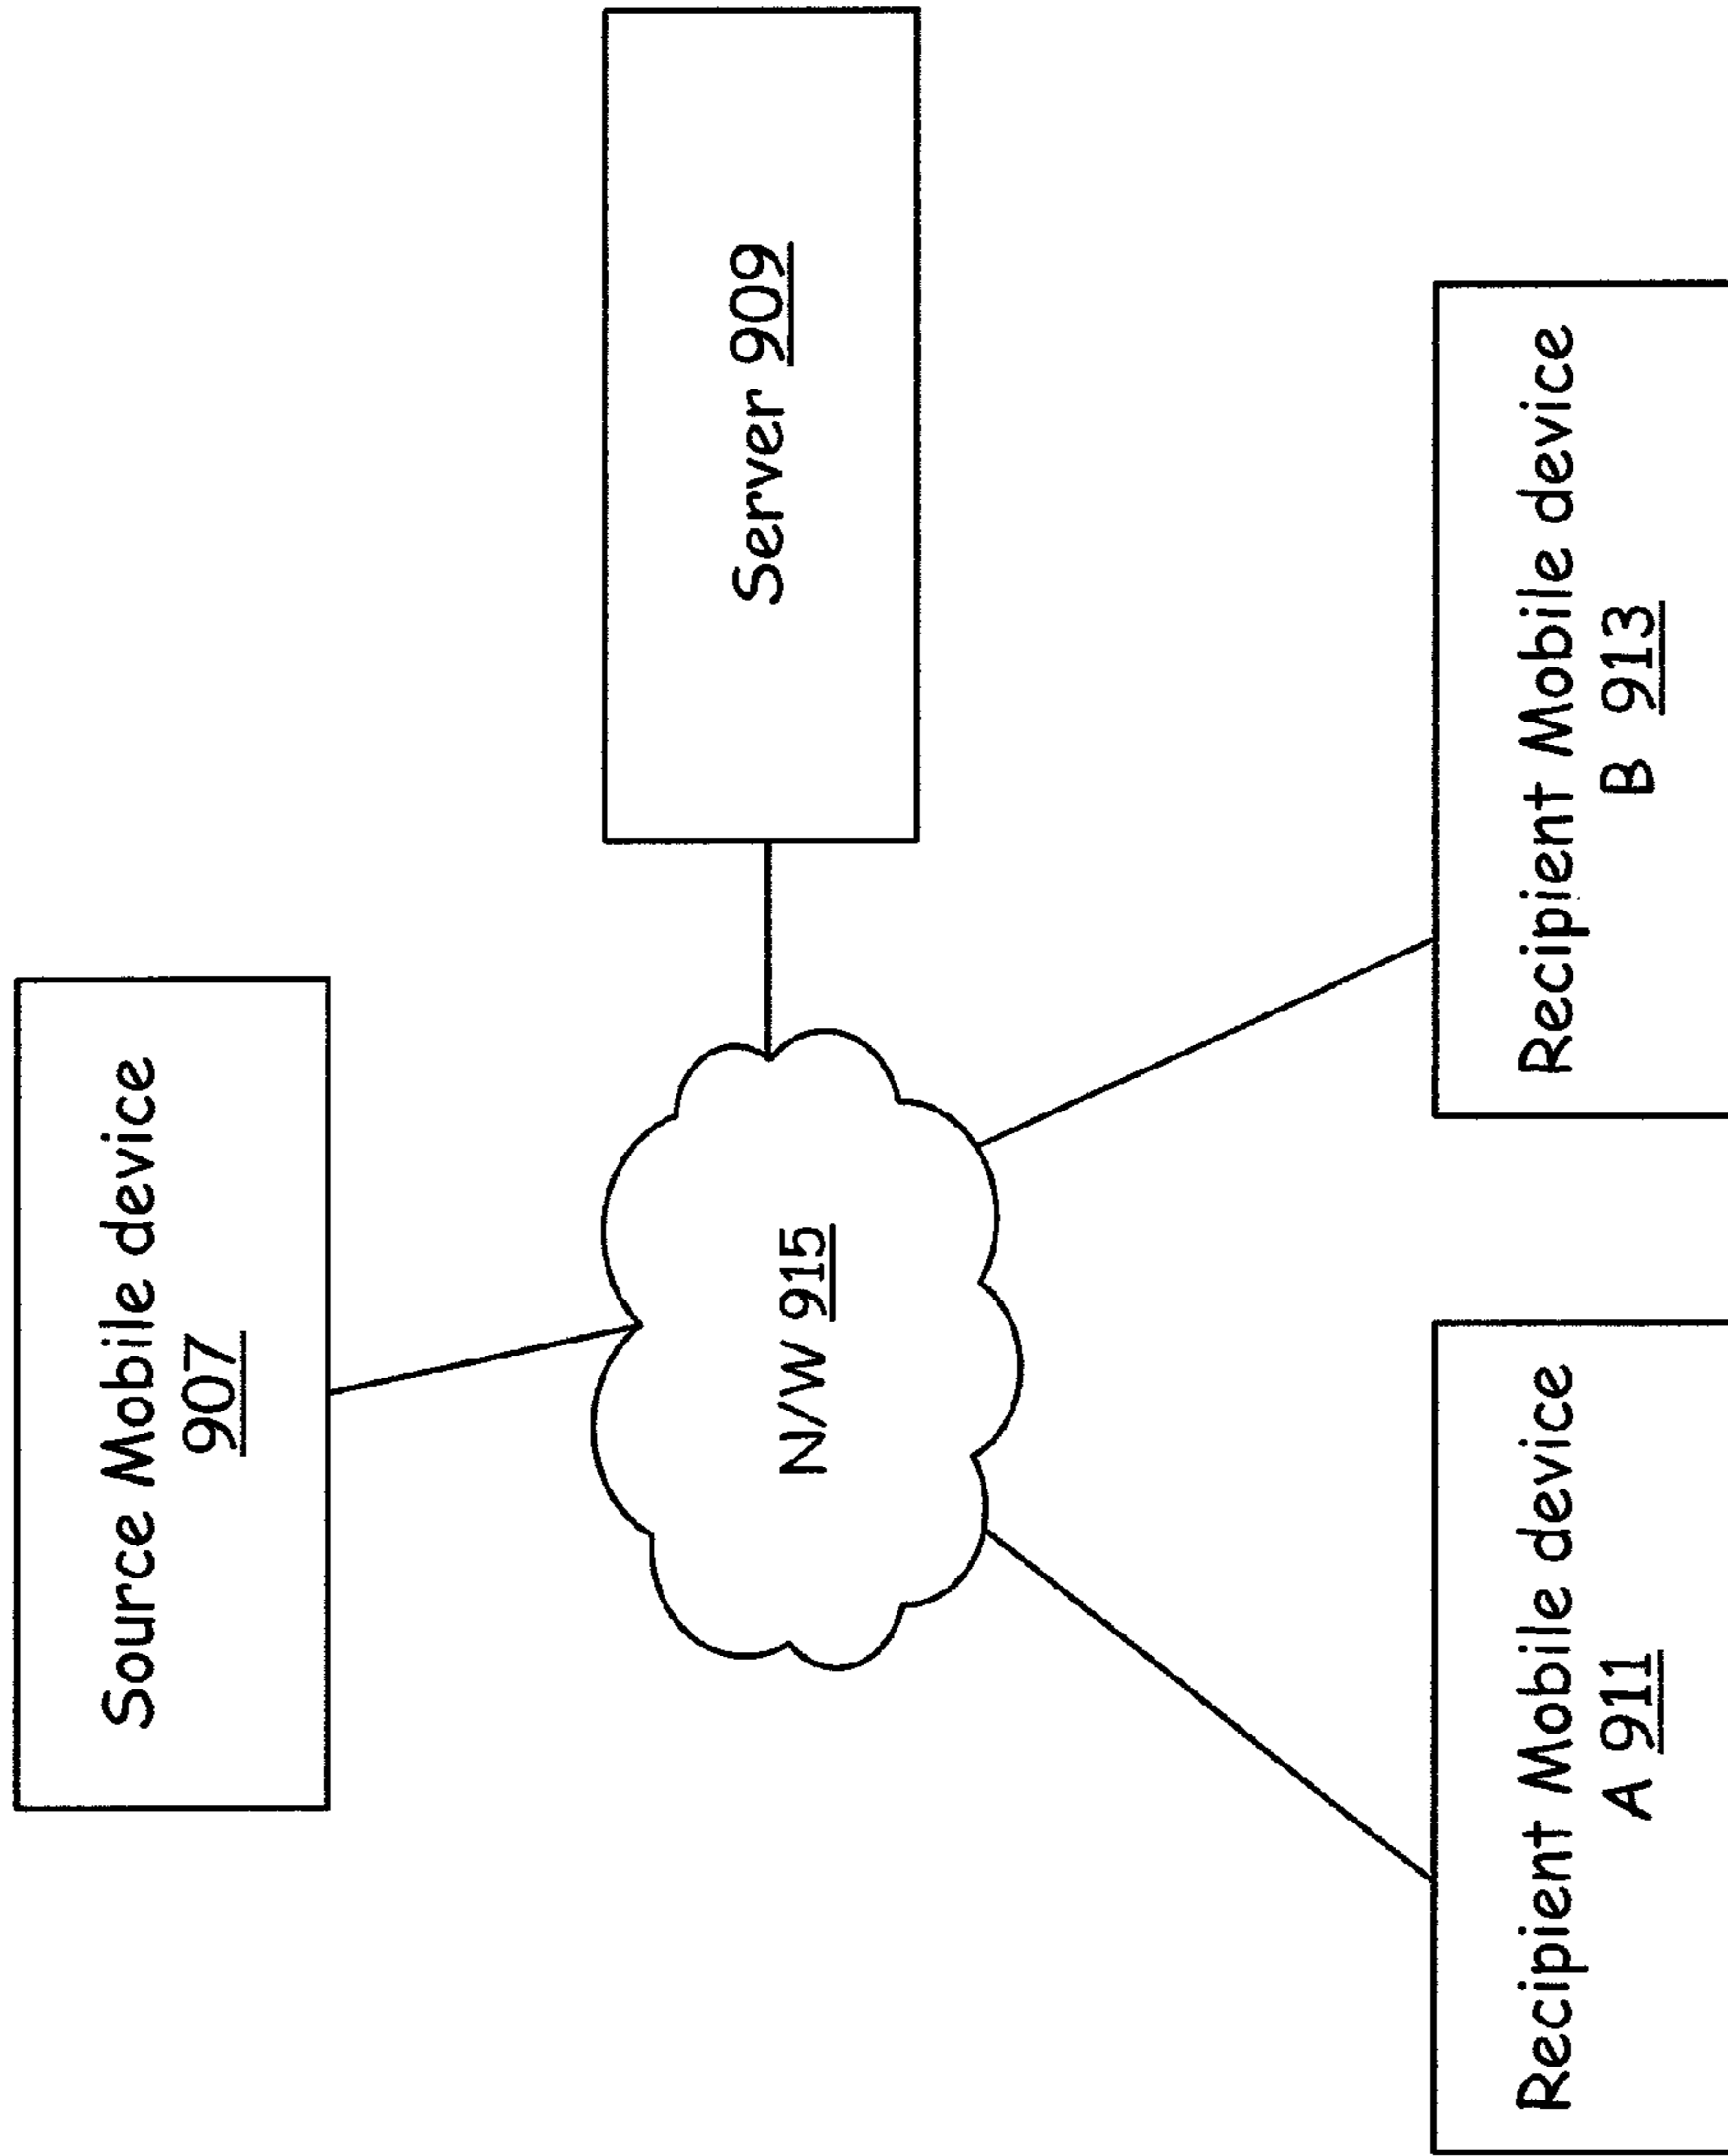 Source Mobile device
907
Server 909
N/W 915
Recipient Mobile device
A 911
Recipient Mobile device
B 913